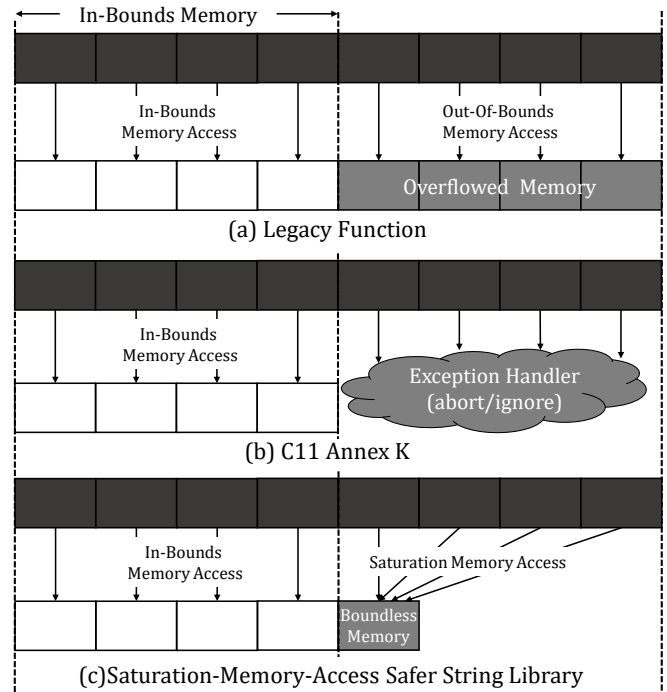 In-Bounds Memory
In-Bounds
Memory Access
Out-Of-Bounds
Memory Access
Overflowed Memory
(a) Legacy Function
In-Bounds
Memory Access
Exception Handler
(abort/ignore)
(b) C11 Annex K
In-Bounds
Memory Access
Saturation Memory Access
Boundless
Memory
(c)Saturation-Memory-Access Safer String Library